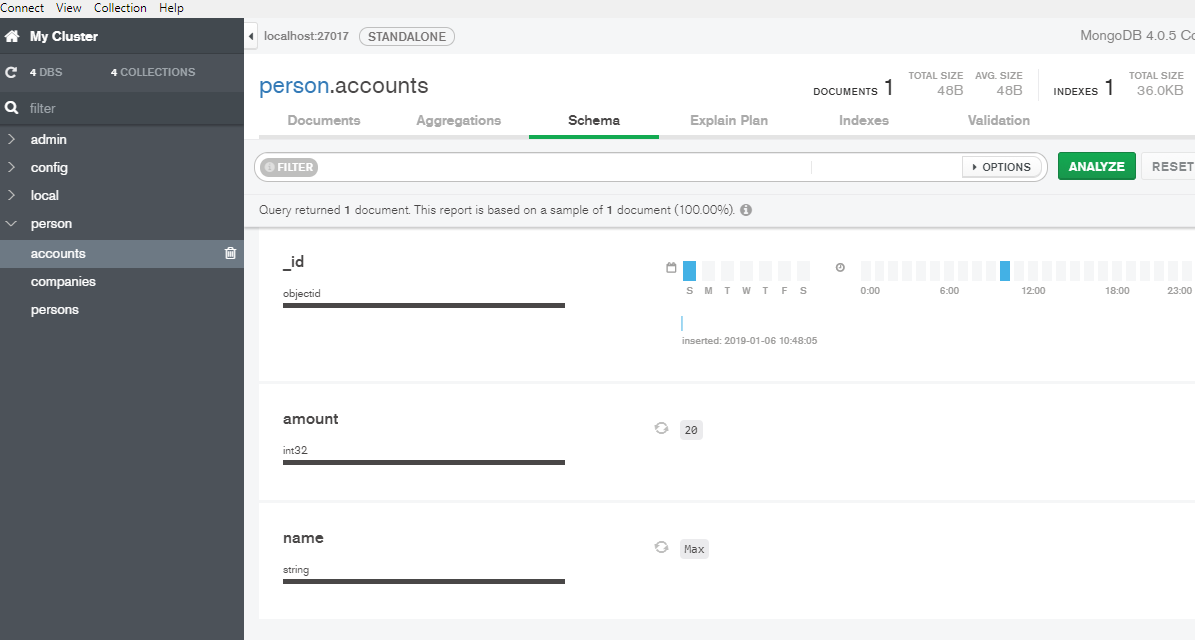 Connect View Collection Help
My Cluster
4 DBS 4 COLLECTIONS
filter
admin
config
local
person
accounts
companies
persons
localhost:27017 STANDALONE MongoDB 4.0.5 Co
person.accounts
DOCUMENTS 1 TOTAL SIZE 48B AVG. SIZE 48B INDEXES 1 TOTAL SIZE 36.0KB
Documents Aggregations Schema Explain Plan Indexes Validation
FILTER OPTIONS ANALYZE RESET
Query returned 1 document. This report is based on a sample of 1 document (100.00%).
_id
objectid
S M T W T F S 0:00 6:00 12:00 18:00 23:00
inserted: 2019-01-06 10:48:05
amount
int32
20
name
string
Max